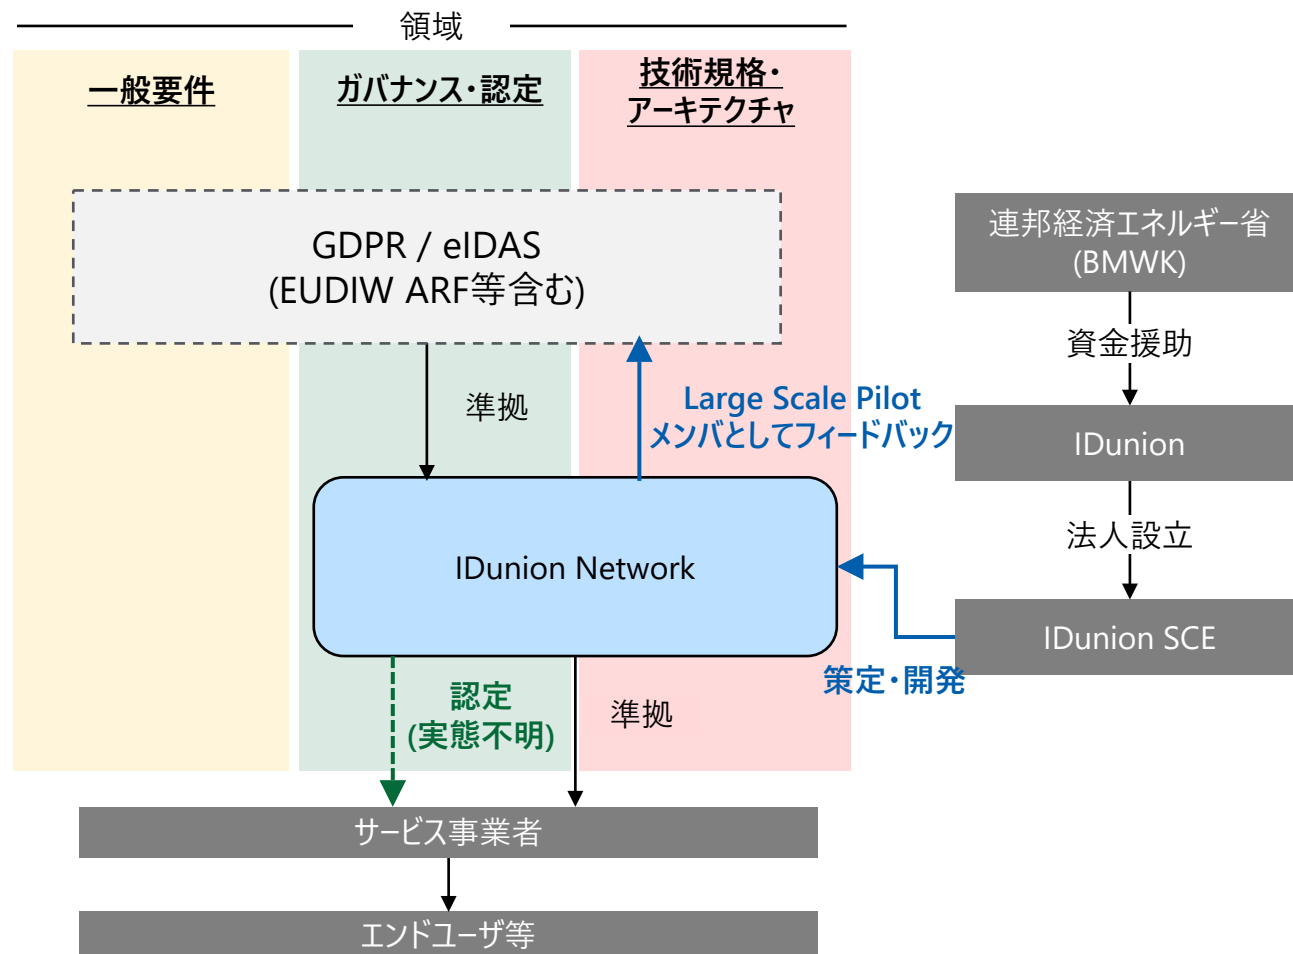 領域
一般要件
ガバナンス・認定
技術規格・
アーキテクチャ
GDPR / eIDAS
(EUDIW ARF等含む)
準拠
Large Scale Pilot
メンバとしてフィードバック
IDunion Network
認定
(実態不明)
準拠
サービス事業者
エンドユーザ等
連邦経済エネルギー省
(BMWK)
資金援助
IDunion
法人設立
IDunion SCE
策定・開発